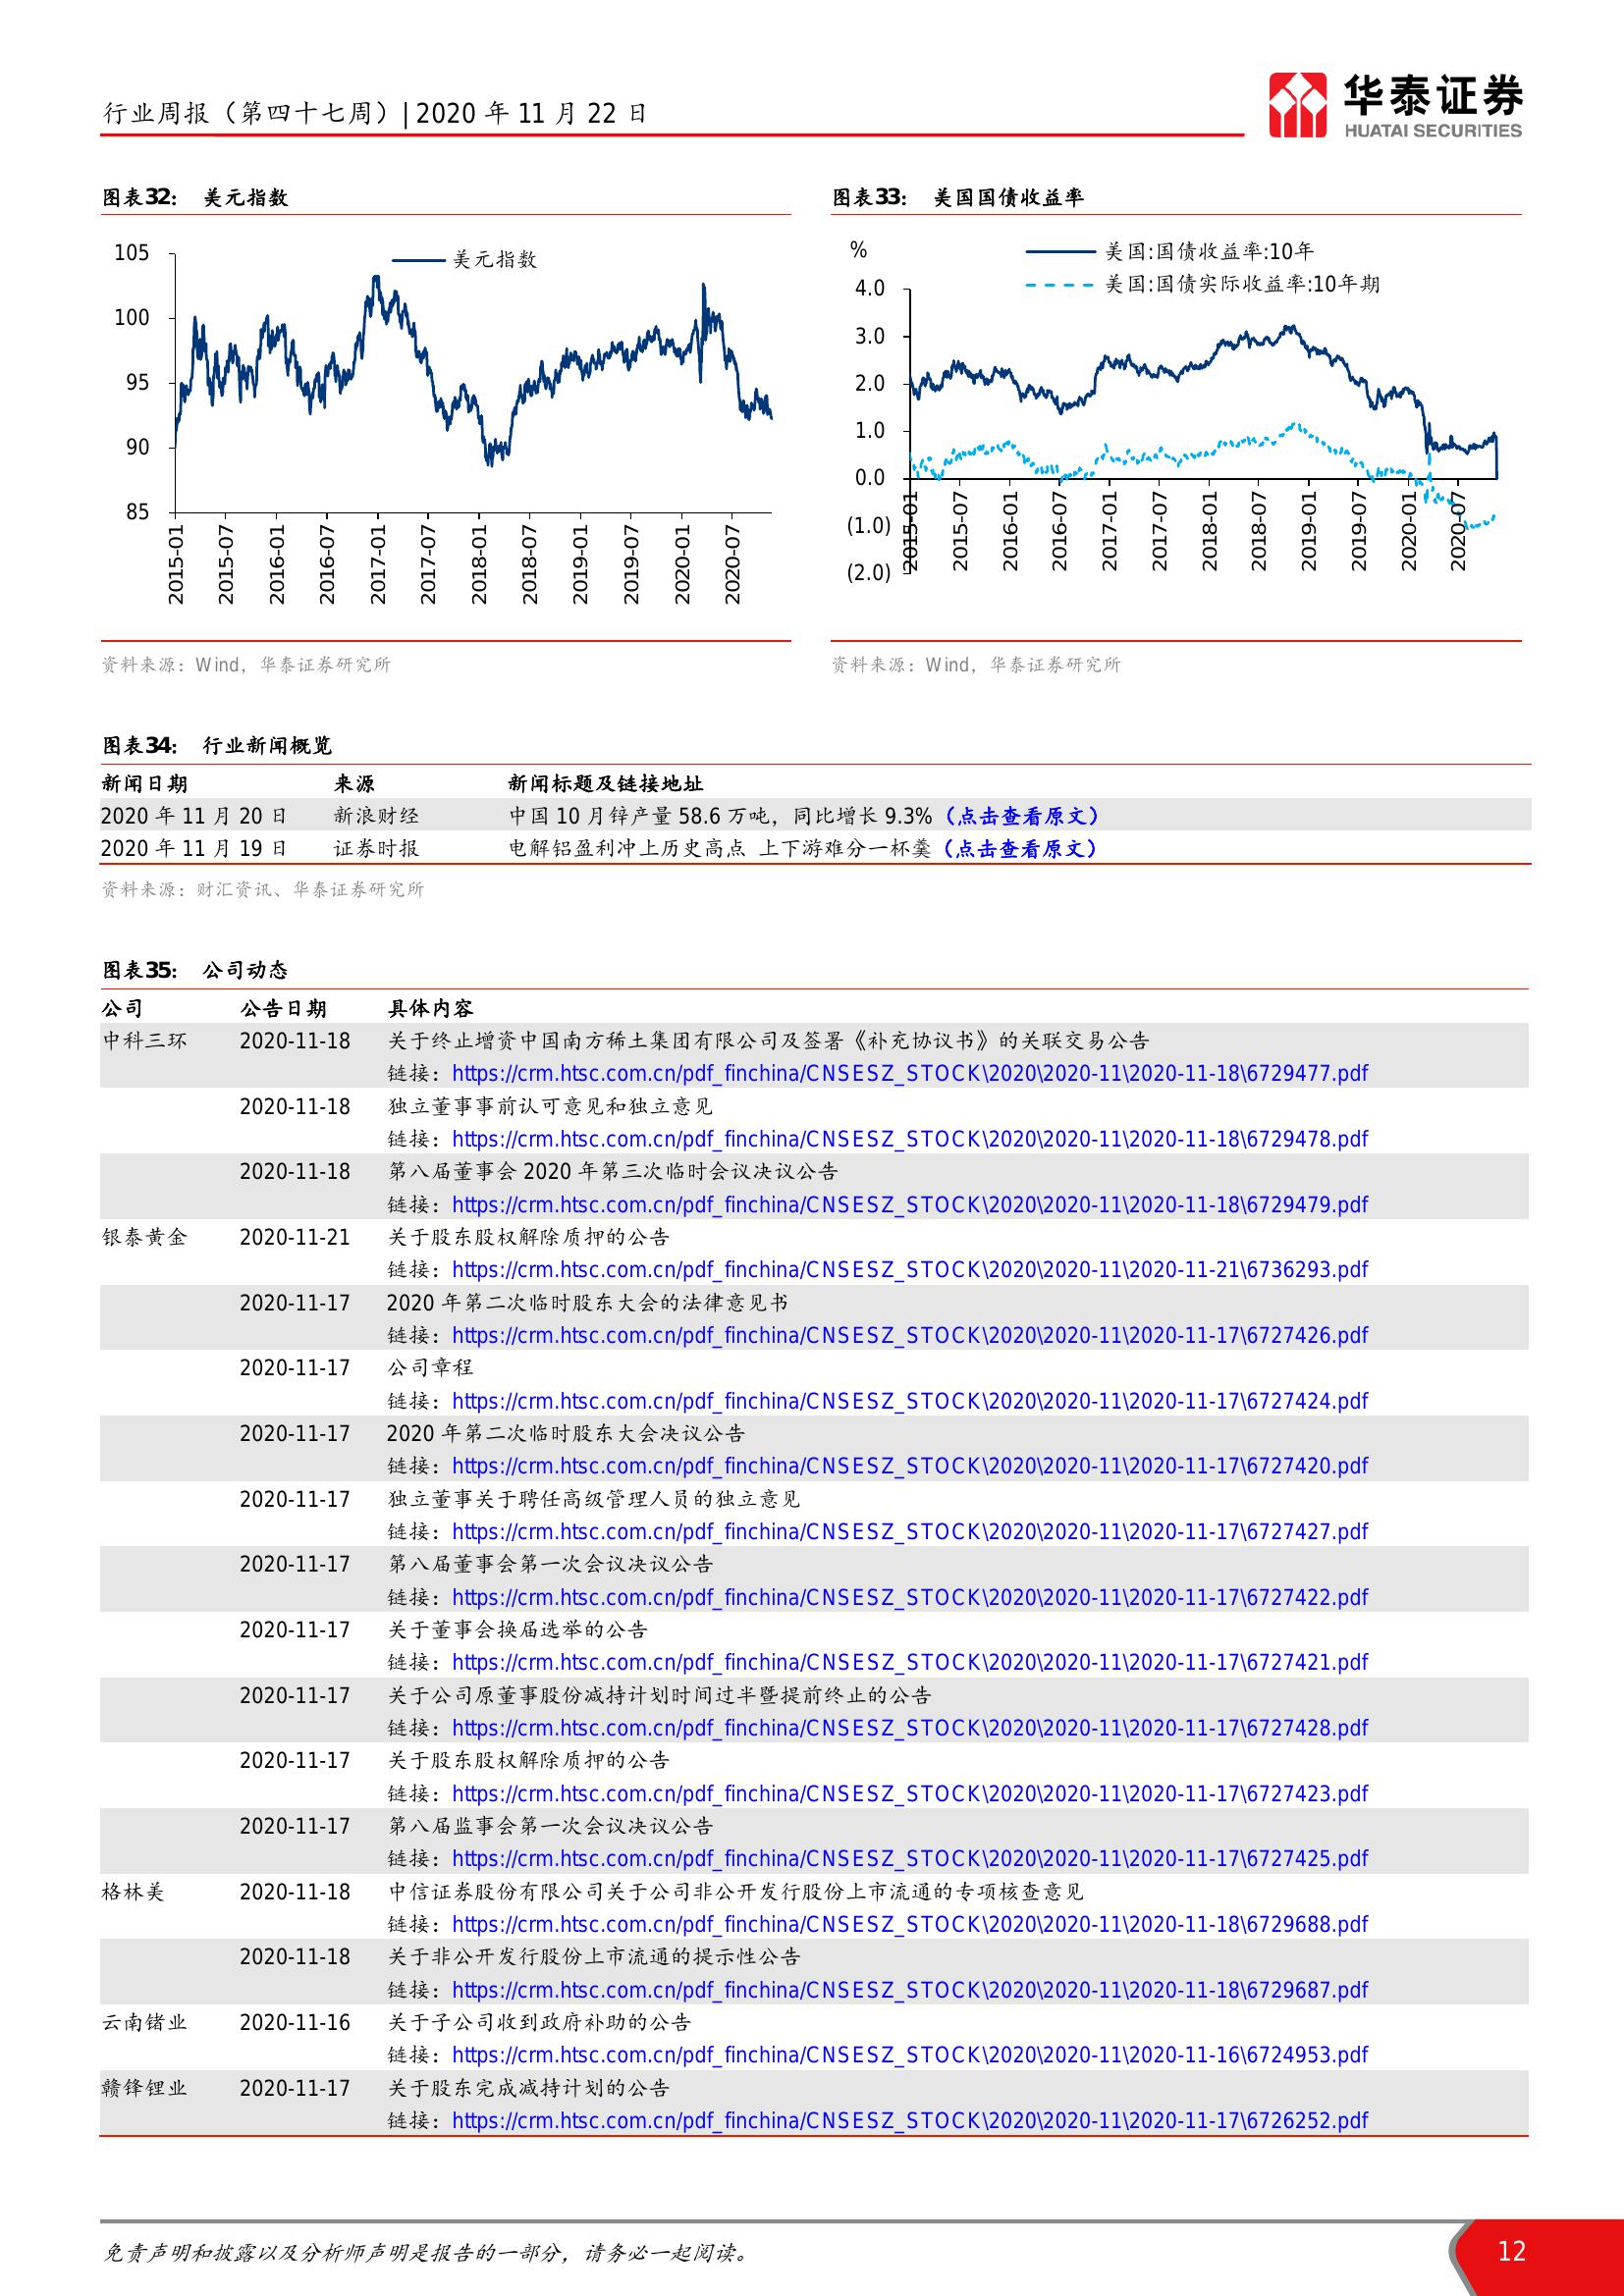 行业周报（第四十七周）| 2020 年 11 月 22 日
华泰证券
HUATAI SECURITIES
图表32： 美元指数
105
100
95
90
85
美元指数
2015-01
2015-07
2016-01
2016-07
2017-01
2017-07
2018-01
2018-07
2019-01
2019-07
2020-01
2020-07
资料来源：Wind，华泰证券研究所
图表33： 美国国债收益率
%
美国:国债收益率:10年
美国:国债实际收益率:10年期
4.0
3.0
2.0
1.0
0.0
(1.0)
(2.0)
2015-01
2015-07
2016-01
2016-07
2017-01
2017-07
2018-01
2018-07
2019-01
2019-07
2020-01
2020-07
资料来源：Wind，华泰证券研究所
图表34： 行业新闻概览
新闻日期 来源 新闻标题及链接地址
2020 年 11 月 20 日 新浪财经 中国 10 月锌产量 58.6 万吨，同比增长 9.3%（点击查看原文）
2020 年 11 月 19 日 证券时报 电解铝盈利冲上历史高点 上下游难分一杯羹（点击查看原文）
资料来源：财汇资讯、华泰证券研究所
图表35： 公司动态
公司 公告日期 具体内容
中科三环 2020-11-18 关于终止增资中国南方稀土集团有限公司及签署《补充协议书》的关联交易公告
链接：https://crm.htsc.com.cn/pdf_finchina/CNSESZ_STOCK\2020\2020-11\2020-11-18\6729477.pdf
2020-11-18 独立董事事前认可意见和独立意见
链接：https://crm.htsc.com.cn/pdf_finchina/CNSESZ_STOCK\2020\2020-11\2020-11-18\6729478.pdf
2020-11-18 第八届董事会 2020 年第三次临时会议决议公告
链接：https://crm.htsc.com.cn/pdf_finchina/CNSESZ_STOCK\2020\2020-11\2020-11-18\6729479.pdf
银泰黄金 2020-11-21 关于股东股权解除质押的公告
链接：https://crm.htsc.com.cn/pdf_finchina/CNSESZ_STOCK\2020\2020-11\2020-11-21\6736293.pdf
2020-11-17 2020 年第二次临时股东大会的法律意见书
链接：https://crm.htsc.com.cn/pdf_finchina/CNSESZ_STOCK\2020\2020-11\2020-11-17\6727426.pdf
2020-11-17 公司章程
链接：https://crm.htsc.com.cn/pdf_finchina/CNSESZ_STOCK\2020\2020-11\2020-11-17\6727424.pdf
2020-11-17 2020 年第二次临时股东大会决议公告
链接：https://crm.htsc.com.cn/pdf_finchina/CNSESZ_STOCK\2020\2020-11\2020-11-17\6727420.pdf
2020-11-17 独立董事关于聘任高级管理人员的独立意见
链接：https://crm.htsc.com.cn/pdf_finchina/CNSESZ_STOCK\2020\2020-11\2020-11-17\6727427.pdf
2020-11-17 第八届董事会第一次会议决议公告
链接：https://crm.htsc.com.cn/pdf_finchina/CNSESZ_STOCK\2020\2020-11\2020-11-17\6727422.pdf
2020-11-17 关于董事会换届选举的公告
链接：https://crm.htsc.com.cn/pdf_finchina/CNSESZ_STOCK\2020\2020-11\2020-11-17\6727421.pdf
2020-11-17 关于公司原董事股份减持计划时间过半暨提前终止的公告
链接：https://crm.htsc.com.cn/pdf_finchina/CNSESZ_STOCK\2020\2020-11\2020-11-17\6727428.pdf
2020-11-17 关于股东股权解除质押的公告
链接：https://crm.htsc.com.cn/pdf_finchina/CNSESZ_STOCK\2020\2020-11\2020-11-17\6727423.pdf
2020-11-17 第八届监事会第一次会议决议公告
链接：https://crm.htsc.com.cn/pdf_finchina/CNSESZ_STOCK\2020\2020-11\2020-11-17\6727425.pdf
格林美 2020-11-18 中信证券股份有限公司关于公司非公开发行股份上市流通的专项核查意见
链接：https://crm.htsc.com.cn/pdf_finchina/CNSESZ_STOCK\2020\2020-11\2020-11-18\6729688.pdf
2020-11-18 关于非公开发行股份上市流通的提示性公告
链接：https://crm.htsc.com.cn/pdf_finchina/CNSESZ_STOCK\2020\2020-11\2020-11-18\6729687.pdf
云南锗业 2020-11-16 关于子公司收到政府补助的公告
链接：https://crm.htsc.com.cn/pdf_finchina/CNSESZ_STOCK\2020\2020-11\2020-11-16\6724953.pdf
赣锋锂业 2020-11-17 关于股东完成减持计划的公告
链接：https://crm.htsc.com.cn/pdf_finchina/CNSESZ_STOCK\2020\2020-11\2020-11-17\6726252.pdf
免责声明和披露以及分析师声明是报告的一部分，请务必一起阅读。
12